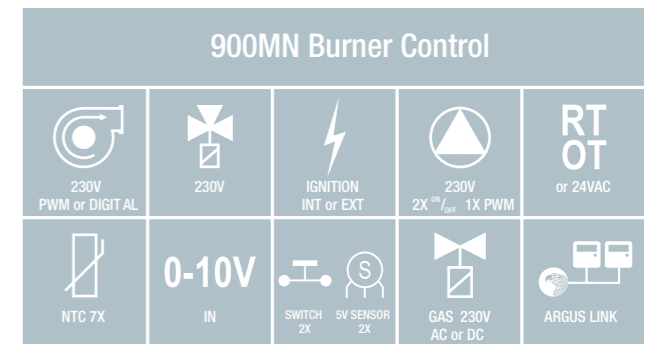 900MN Burner Control
230V
PWM or DIGIT AL
230V
IGNITION
INT or EXT
230V
2X ON/OFF 1X PWM
RT
OT
or 24VAC
NTC 7X
0-10V
IN
SWITCH
2X
S
5V SENSOR
2X
GAS 230V
AC or DC
ARGUS LINK